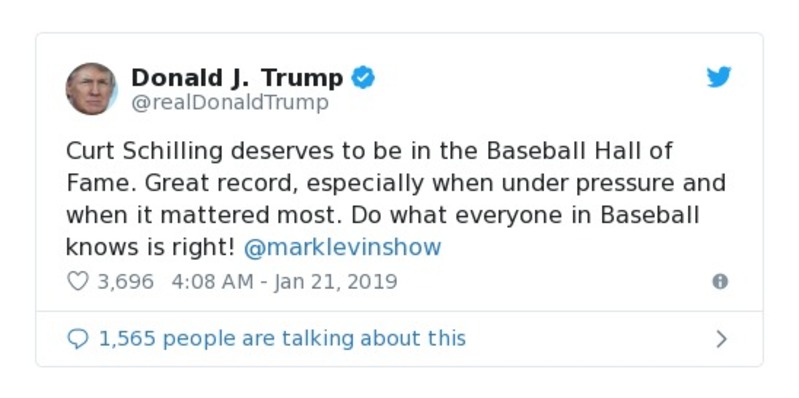 Donald J. Trump
@realDonaldTrump
Curt Schilling deserves to be in the Baseball Hall of
Fame. Great record, especially when under pressure and
when it mattered most. Do what everyone in Baseball
knows is right! @marklevinshow
3,696 4:08 AM - Jan 21, 2019
1,565 people are talking about this